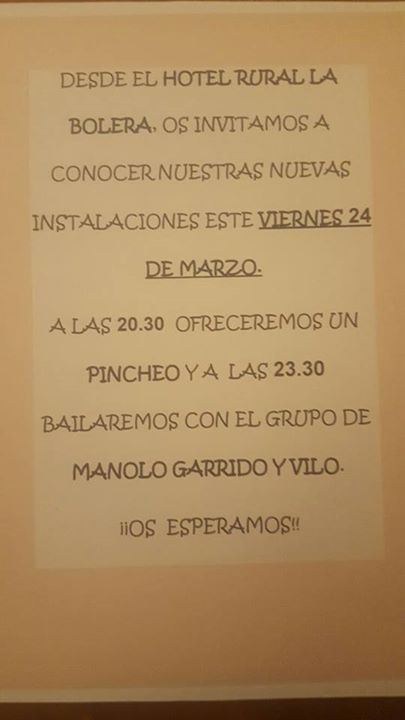 DESDE EL HOTEL RURAL LA
BOLERA, OS INVITAMOS A
CONOCER NUESTRAS NUEVAS
INSTALACIONES ESTE VIERNES 24
DE MARZO.
A LAS 20.30 OFRECEREMOS UN
PINCHEO Y A LAS 23.30
BAILAREMOS CON EL GRUPO DE
MANOLO GARRIDO Y VILO.
¡¡OS ESPERAMOS!!